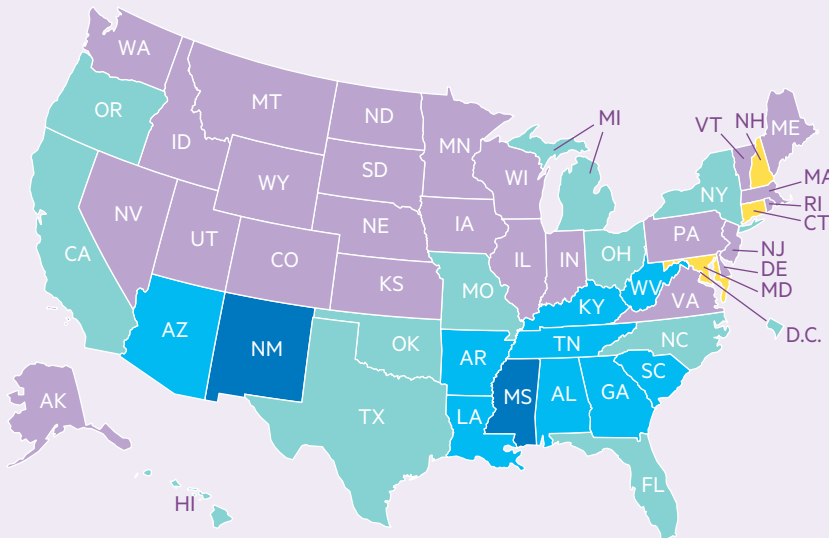 WA
OR
CA
NV
ID
MT
WY
UT
CO
AZ
NM
ND
SD
NE
KS
OK
TX
MN
IA
MO
AR
LA
WI
IL
IN
MI
OH
KY
TN
MS
AL
GA
FL
SC
NC
WV
VA
PA
NY
VT
NH
ME
MA
RI
CT
NJ
DE
MD
D.C.
AK
HI